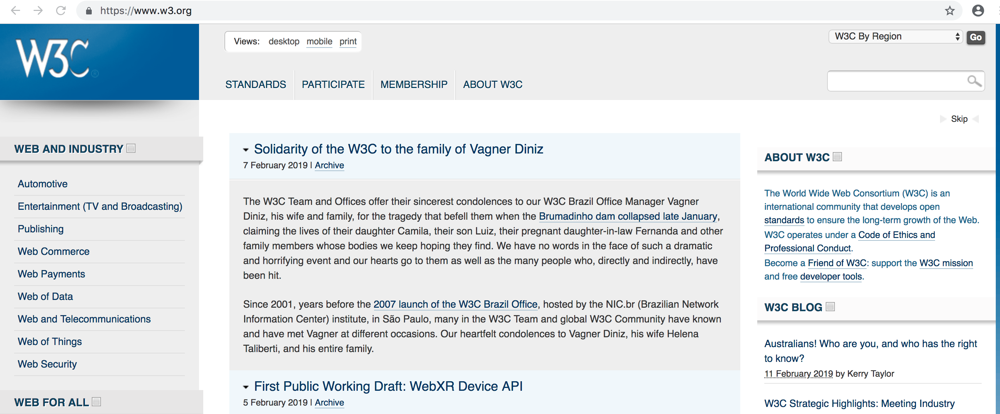 https://www.w3.org
W3C®
Views: desktop mobile print
W3C By Region
Go
STANDARDS
PARTICIPATE
MEMBERSHIP
ABOUT W3C
Skip
WEB AND INDUSTRY
Automotive
Entertainment (TV and Broadcasting)
Publishing
Web Commerce
Web Payments
Web of Data
Web and Telecommunications
Web of Things
Web Security
WEB FOR ALL
Solidarity of the W3C to the family of Vagner Diniz
7 February 2019 | Archive
The W3C Team and Offices offer their sincerest condolences to our W3C Brazil Office Manager Vagner
Diniz, his wife and family, for the tragedy that befell them when the Brumadinho dam collapsed late January,
claiming the lives of their daughter Camila, their son Luiz, their pregnant daughter-in-law Fernanda and other
family members whose bodies we keep hoping they find. We have no words in the face of such a dramatic
and horrifying event and our hearts go to them as well as the many people who, directly and indirectly, have
been hit.
Since 2001, years before the 2007 launch of the W3C Brazil Office, hosted by the NIC.br (Brazilian Network
Information Center) institute, in São Paulo, many in the W3C Team and global W3C Community have known
and have met Vagner at different occasions. Our heartfelt condolences to Vagner Diniz, his wife Helena
Taliberti, and his entire family.
First Public Working Draft: WebXR Device API
5 February 2019 | Archive
ABOUT W3C
The World Wide Web Consortium (W3C) is an
international community that develops open
standards to ensure the long-term growth of the Web.
W3C operates under a Code of Ethics and
Professional Conduct.
Become a Friend of W3C: support the W3C mission
and free developer tools.
W3C BLOG
Australians! Who are you, and who has the right
to know?
11 February 2019 by Kerry Taylor
W3C Strategic Highlights: Meeting Industry